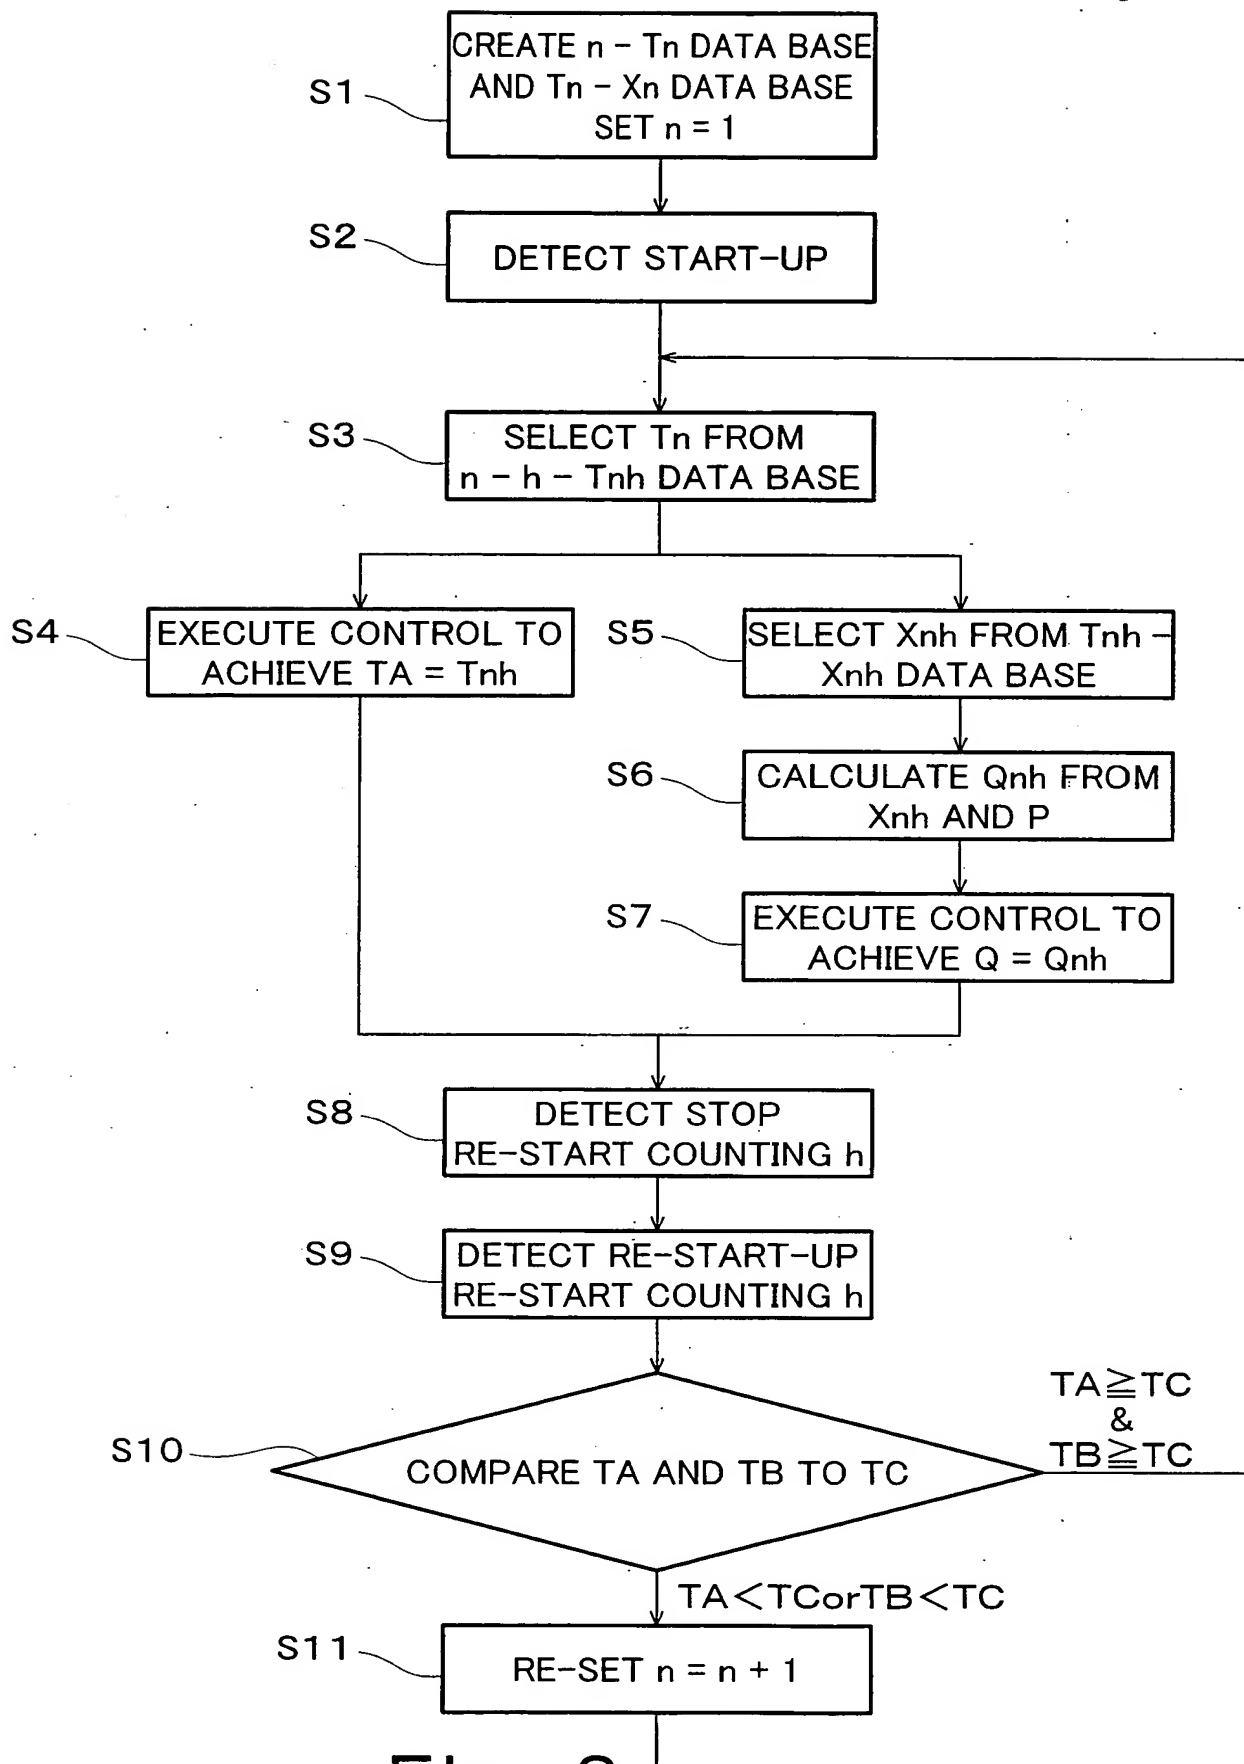 S1
CREATE n - Tn DATA BASE
AND Tn - Xn DATA BASE
SET n = 1
S2
DETECT START-UP
S3
SELECT Tn FROM
n - h - Tnh DATA BASE
S4
EXECUTE CONTROL TO
ACHIEVE TA = Tnh
S5
SELECT Xnh FROM Tnh -
Xnh DATA BASE
S6
CALCULATE Qnh FROM
Xnh AND P
S7
EXECUTE CONTROL TO
ACHIEVE Q = Qnh
S8
DETECT STOP
RE-START COUNTING h
S9
DETECT RE-START-UP
RE-START COUNTING h
S10
COMPARE TA AND TB TO TC
TA≧TC
&
TB≧TC
TA<TCorTB<TC
S11
RE-SET n = n + 1